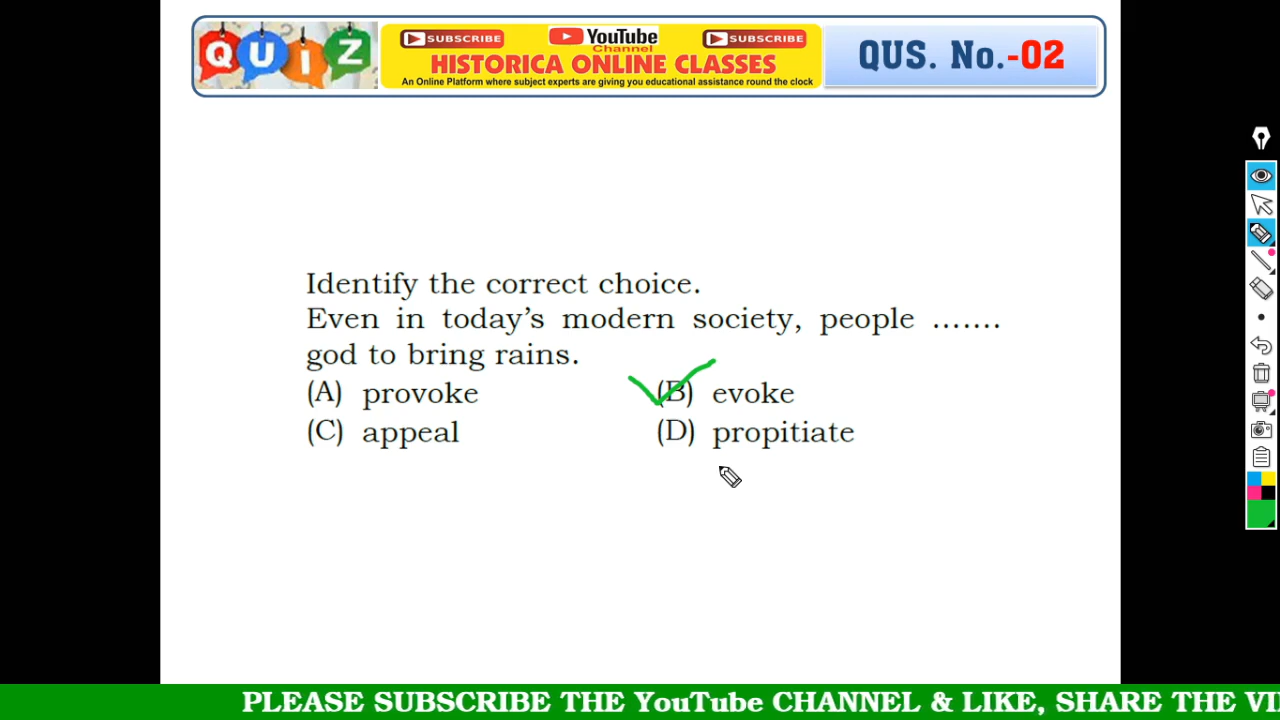 QUIZ
SUBSCRIBE YouTube SUBSCRIBE
Channel
HISTORICA ONLINE CLASSES
An Online Platform where subject experts are giving you educational assistance round the clock
QUS. No.-02
Identify the correct choice.
Even in today's modern society, people .......
god to bring rains.
(A) provoke (B) evoke
(C) appeal (D) propitiate
PLEASE SUBSCRIBE THE YouTube CHANNEL & LIKE, SHARE THE VI